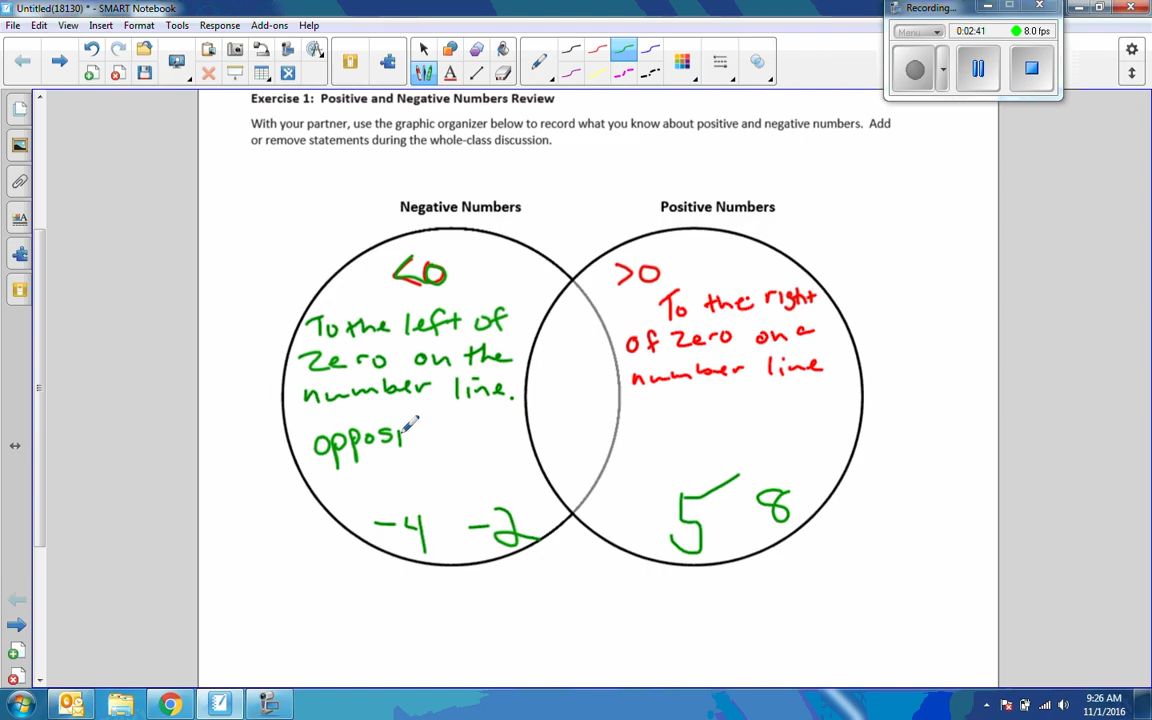 Untitled(18130) * - SMART Notebook
Recording...
File Edit View Insert Format Tools Response Add-ons Help
Menu 0:02:41 8.0 fps
Exercise 1: Positive and Negative Numbers Review
With your partner, use the graphic organizer below to record what you know about positive and negative numbers. Add
or remove statements during the whole-class discussion.
Negative Numbers Positive Numbers
<0
To the left of
zero on the
number line.
opposi
-4 -2
>0
To the right
of zero on a
number line
5 8
9:26 AM
11/1/2016